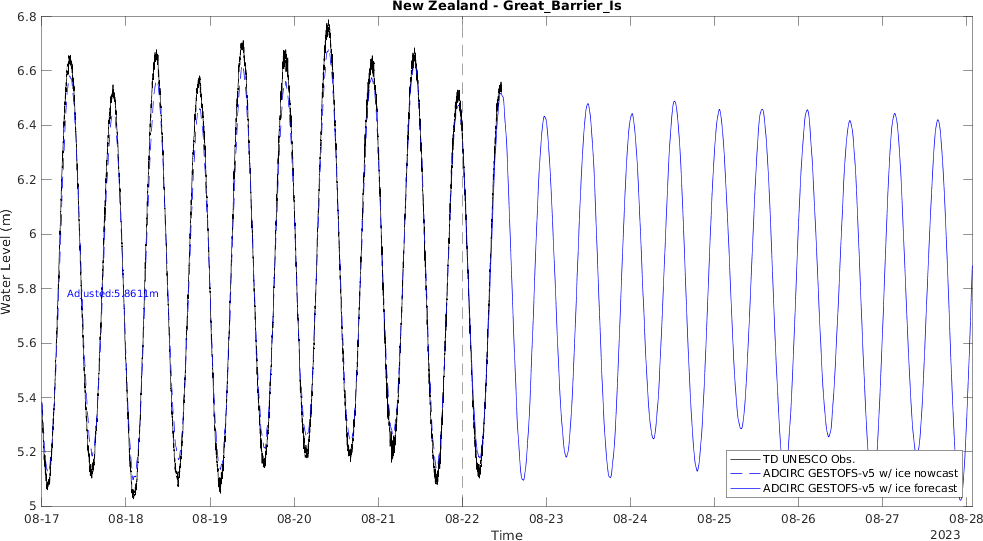 New Zealand - Great_Barrier_Is
6.8
6.6
6.4
6.2
6
5.8
5.6
5.4
5.2
5
Water Level (m)
Adjusted:5.8611m
TD UNESCO Obs.
ADCIRC GESTOFS-v5 w/ ice nowcast
ADCIRC GESTOFS-v5 w/ ice forecast
08-17 08-18 08-19 08-20 08-21 08-22 08-23 08-24 08-25 08-26 08-27 08-28
Time
2023